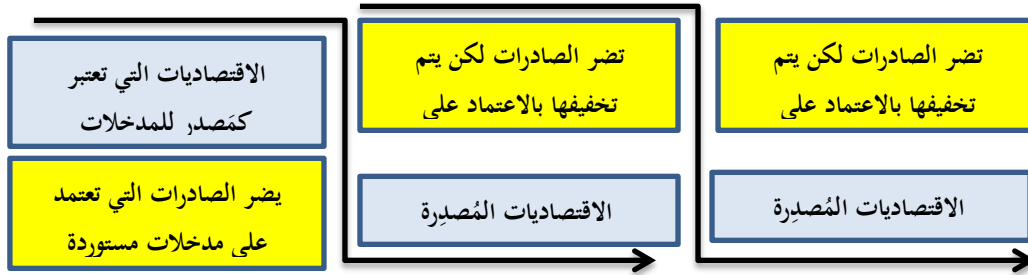 تضر الصادرات لكن يتم
تخفيفها بالاعتماد على
الاقتصاديات المُصدِرة
تضر الصادرات لكن يتم
تخفيفها بالاعتماد على
الاقتصاديات المُصدِرة
الاقتصاديات التي تعتبر
كمَصدر للمدخلات
يضر الصادرات التي تعتمد
على مدخلات مستوردة